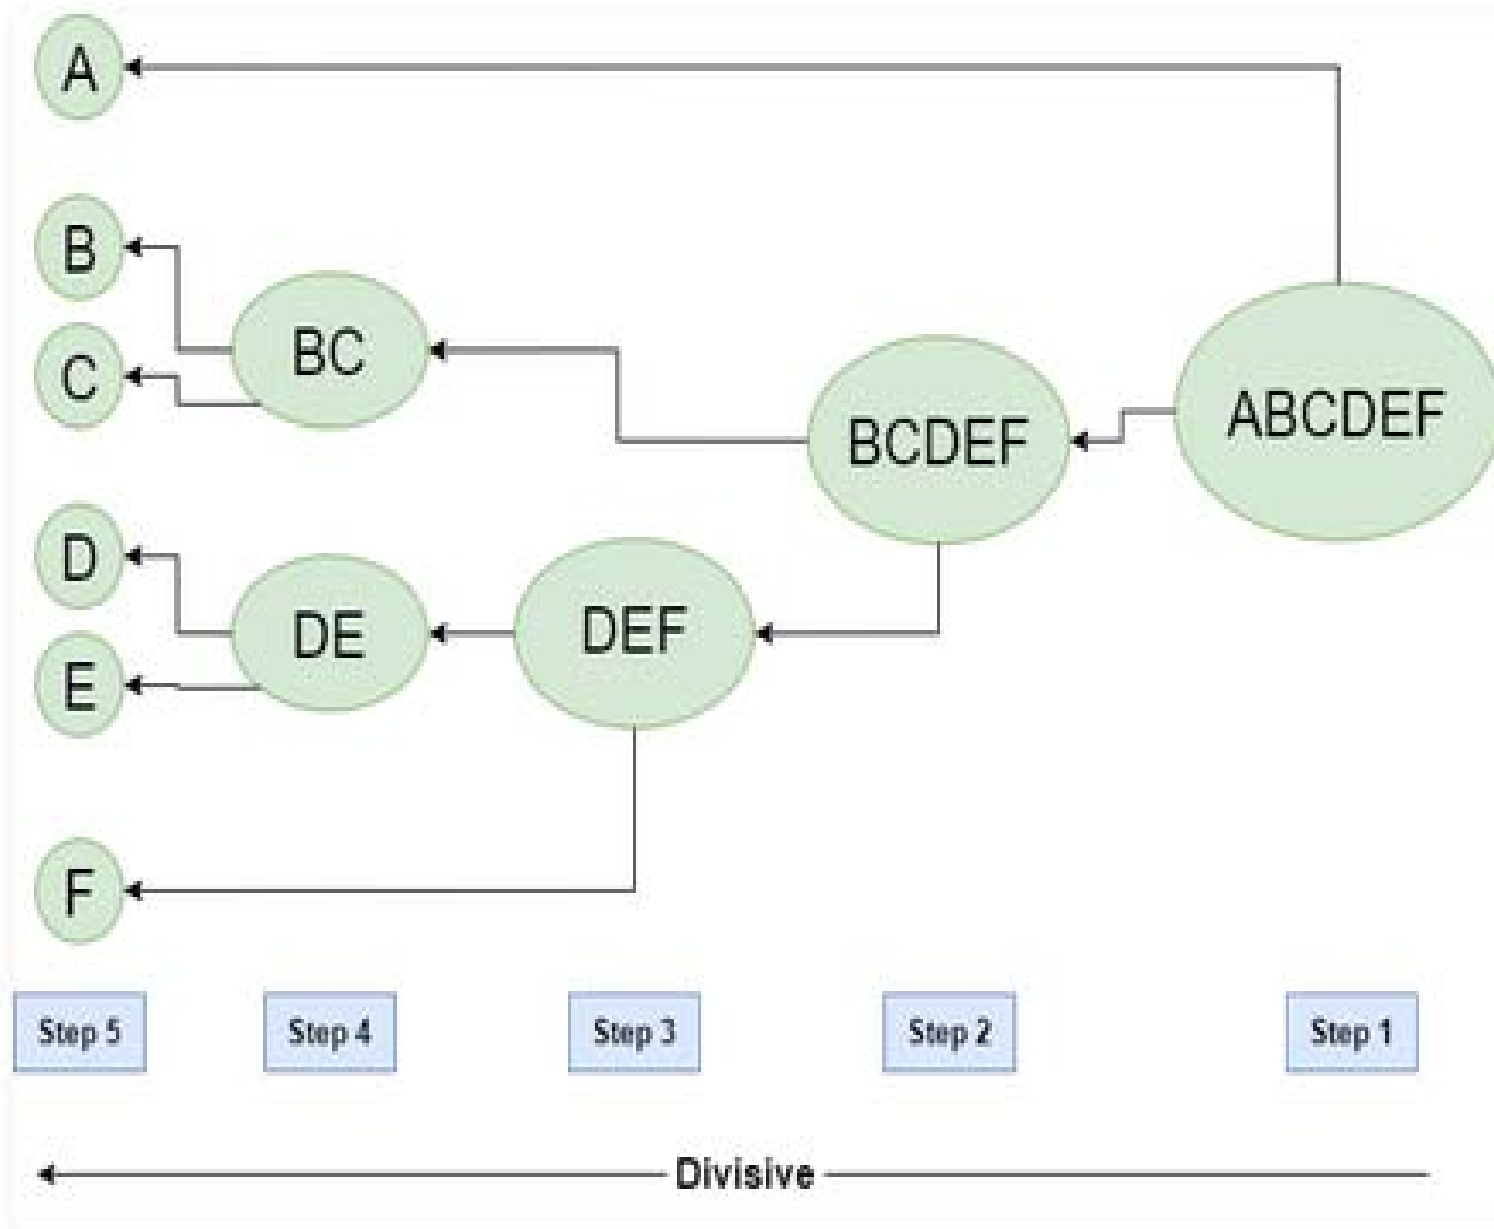 A
B
BC
C
ABCDEF
BCDEF
D
DE
DEF
E
F
Step 5
Step 4
Step 3
Step 2
Step 1
Divisive